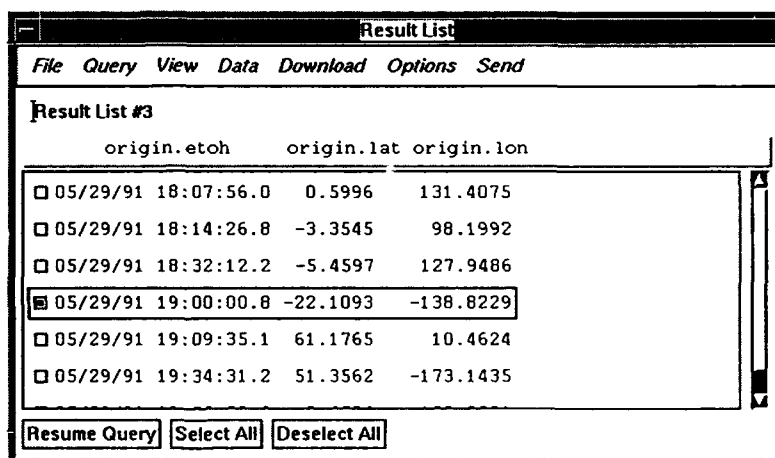 Result List
File Query View Data Download Options Send
Result List #3
origin.etoh origin.lat origin.lon
05/29/91 18:07:56.0 0.5996 131.4075
05/29/91 18:14:26.8 -3.3545 98.1992
05/29/91 18:32:12.2 -5.4597 127.9486
05/29/91 19:00:00.8 -22.1093 -138.8229
05/29/91 19:09:35.1 61.1765 10.4624
05/29/91 19:34:31.2 51.3562 -173.1435
Resume Query Select All Deselect All